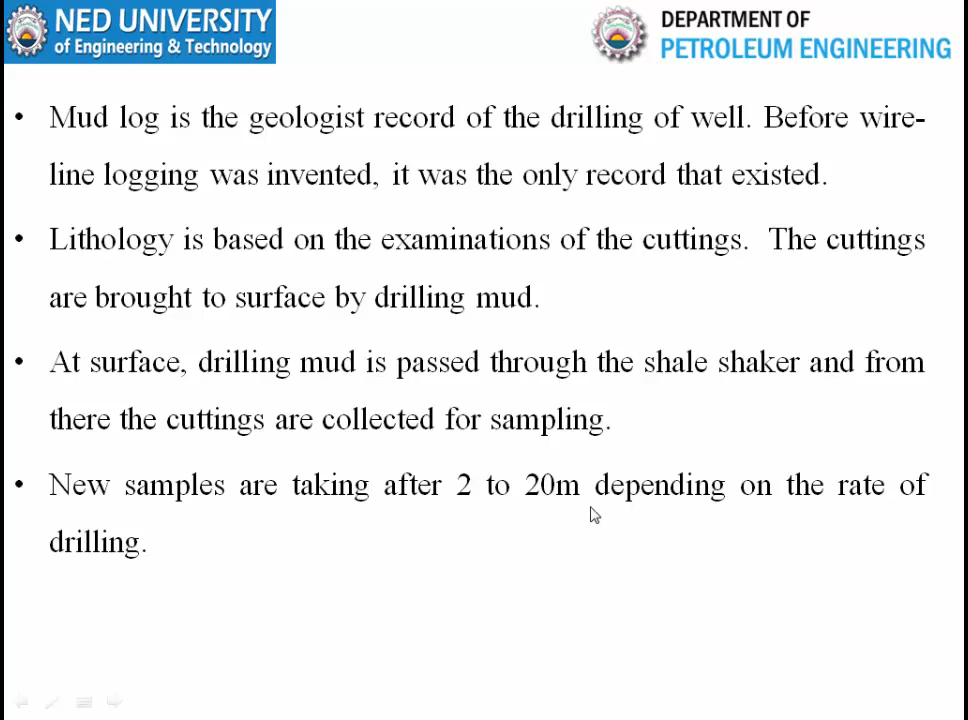 NED UNIVERSITY
of Engineering & Technology
DEPARTMENT OF
PETROLEUM ENGINEERING
• Mud log is the geologist record of the drilling of well. Before wire-
line logging was invented, it was the only record that existed.
• Lithology is based on the examinations of the cuttings. The cuttings
are brought to surface by drilling mud.
• At surface, drilling mud is passed through the shale shaker and from
there the cuttings are collected for sampling.
• New samples are taking after 2 to 20m depending on the rate of
drilling.